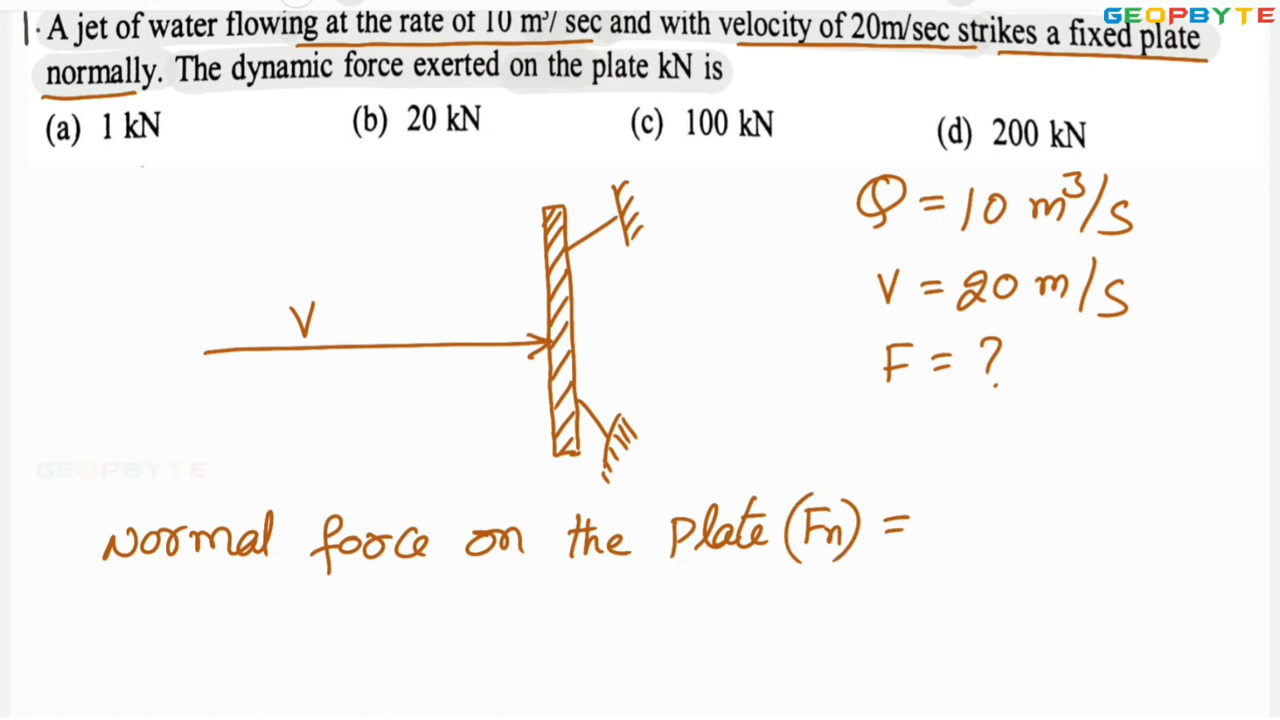 GEOPBYTE
1. A jet of water flowing at the rate of 10 m³/ sec and with velocity of 20m/sec strikes a fixed plate
normally. The dynamic force exerted on the plate kN is
(a) 1 kN (b) 20 kN (c) 100 kN (d) 200 kN
Q = 10 m³/s
V = 20 m/s
F = ?
V
GEOPBYTE
Normal force on the plate (Fn) =